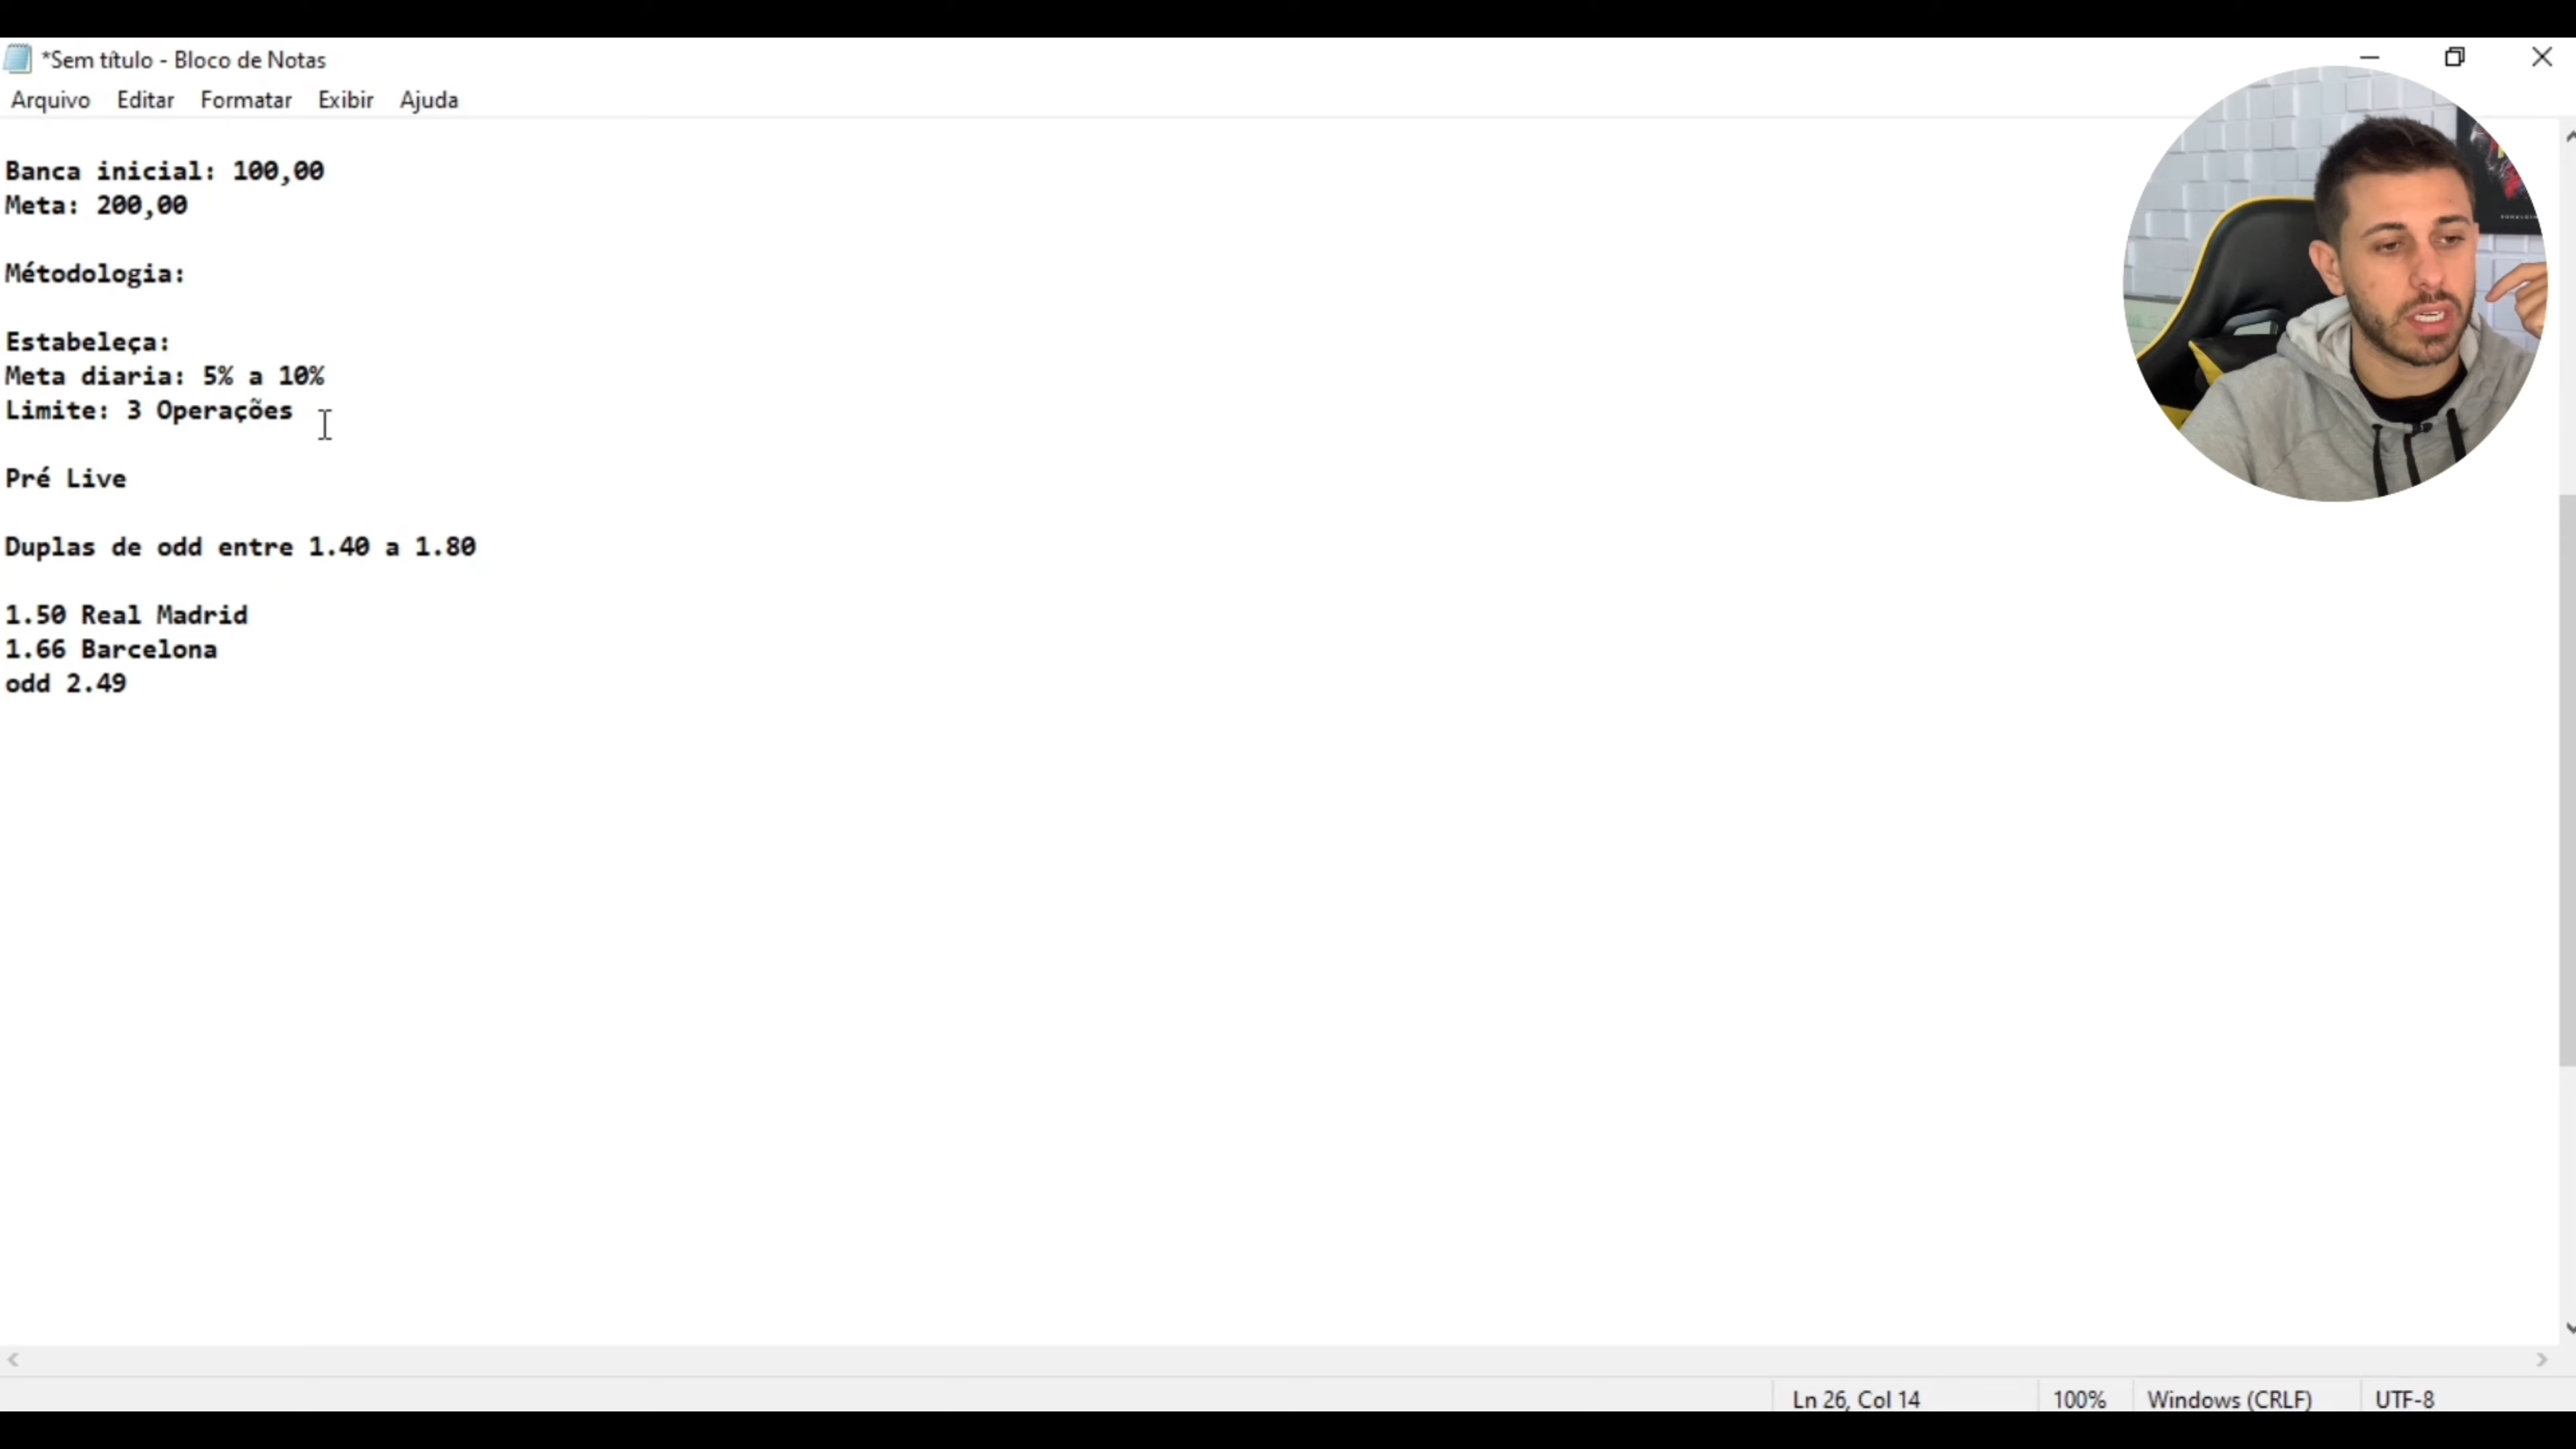 *Sem título - Bloco de Notas
Arquivo Editar Formatar Exibir Ajuda
Banca inicial: 100,00
Meta: 200,00
Métodologia:
Estabeleça:
Meta diaria: 5% a 10%
Limite: 3 Operações
Pré Live
Duplas de odd entre 1.40 a 1.80
1.50 Real Madrid
1.66 Barcelona
odd 2.49
Ln 26, Col 14 100% Windows (CRLF) UTF-8